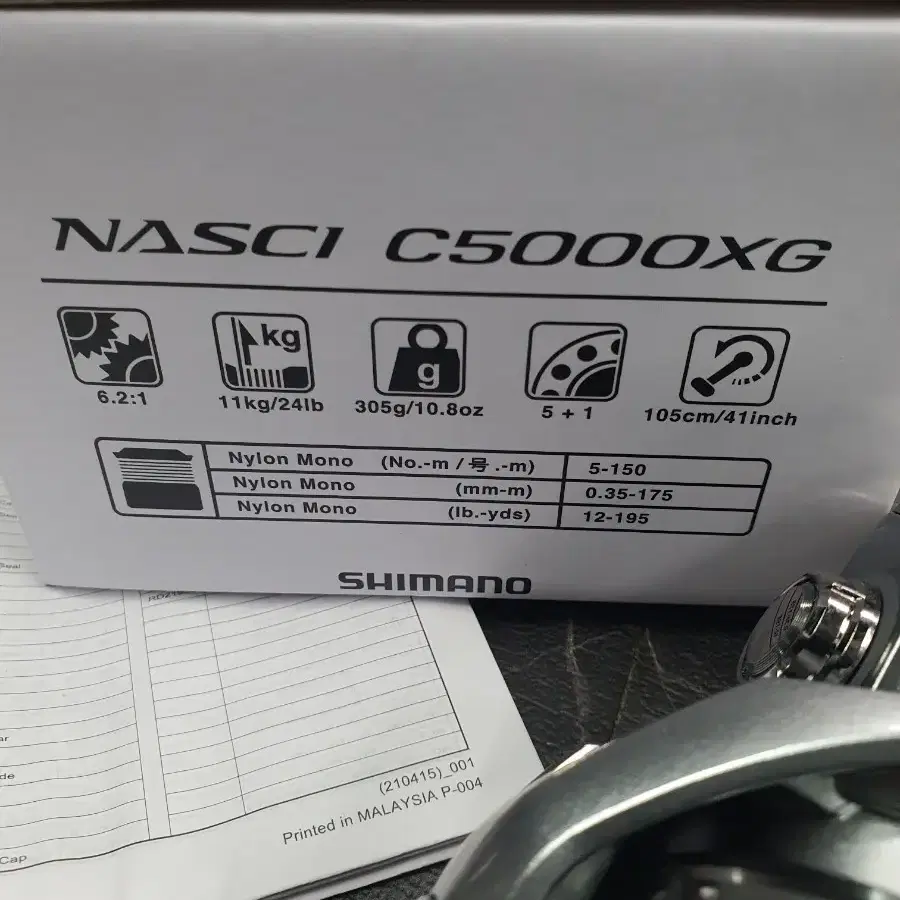 NASCI C5000XG
kg
g
6.2:1
11kg/24lb
305g/10.8oz
5 + 1
105cm/41inch
Nylon Mono (No.-m / 号 .-m) 5-150
Nylon Mono (mm-m) 0.35-175
Nylon Mono (lb.-yds) 12-195
SHIMANO
(210415)_001
Printed in MALAYSIA P-004
Cap